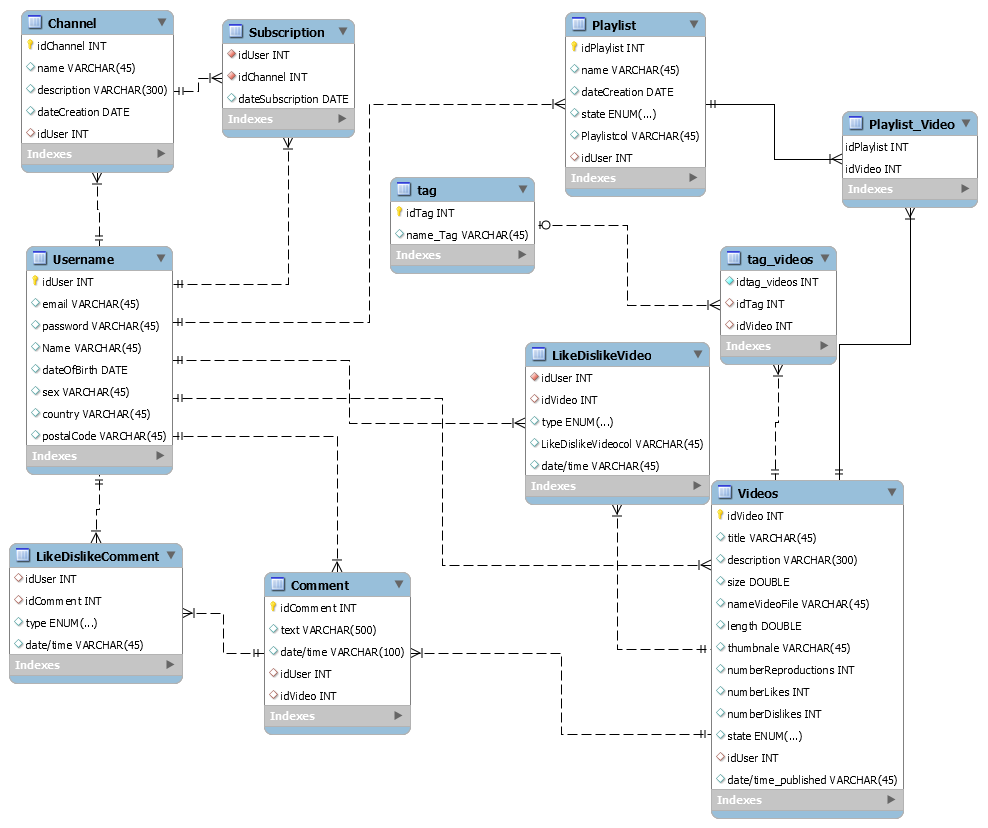 Channel
idChannel INT
name VARCHAR(45)
description VARCHAR(300)
dateCreation DATE
idUser INT
Indexes
Subscription
idUser INT
idChannel INT
dateSubscription DATE
Indexes
Playlist
idPlaylist INT
name VARCHAR(45)
dateCreation DATE
state ENUM(...)
Playlistcol VARCHAR(45)
idUser INT
Indexes
Playlist_Video
idPlaylist INT
idVideo INT
Indexes
tag
idTag INT
name_Tag VARCHAR(45)
Indexes
Username
idUser INT
email VARCHAR(45)
password VARCHAR(45)
Name VARCHAR(45)
dateOfBirth DATE
sex VARCHAR(45)
country VARCHAR(45)
postalCode VARCHAR(45)
Indexes
tag_videos
idtag_videos INT
idTag INT
idVideo INT
Indexes
LikeDislikeVideo
idUser INT
idVideo INT
type ENUM(...)
LikeDislikeVideocol VARCHAR(45)
date/time VARCHAR(45)
Indexes
LikeDislikeComment
idUser INT
idComment INT
type ENUM(...)
date/time VARCHAR(45)
Indexes
Comment
idComment INT
text VARCHAR(500)
date/time VARCHAR(100)
idUser INT
idVideo INT
Indexes
Videos
idVideo INT
title VARCHAR(45)
description VARCHAR(300)
size DOUBLE
nameVideoFile VARCHAR(45)
length DOUBLE
thumbnale VARCHAR(45)
numberReproductions INT
numberLikes INT
numberDislikes INT
state ENUM(...)
idUser INT
date/time_published VARCHAR(45)
Indexes